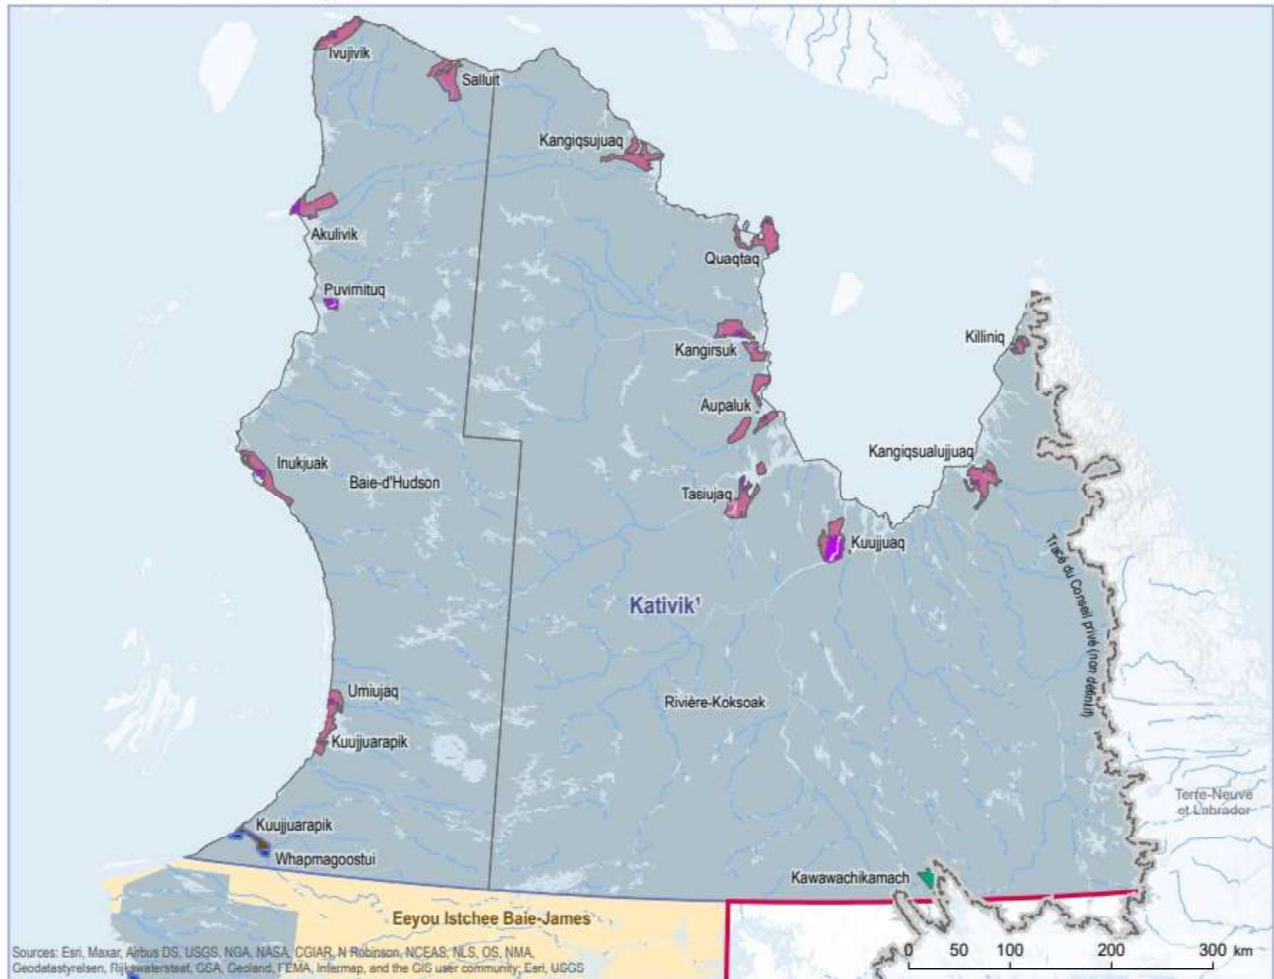 Ivujivik
Salluit
Kangiqsujuaq
Akulivik
Quaqtaq
Puvirnituq
Killiniq
Kangirsuk
Aupaluk
Kangiqsualujjuaq
Inukjuak
Baie-d'Hudson
Tasiujaq
Kuujjuaq
Tracé du Conseil privé (non définitif)
Kativik¹
Umiujaq
Rivière-Koksoak
Kuujjuarapik
Terre-Neuve
et Labrador
Kuujjuarapik
Whapmagoostui
Kawawachikamach
Eeyou Istchee Baie-James
0 50 100 200 300 km
Sources: Esri, Maxar, Airbus DS, USGS, NGA, NASA, CGIAR, N Robinson, NCEAS, NLS, OS, NMA,
Geodatastyrelsen, Rijkswaterstaat, GSA, Geoland, FEMA, Intermap, and the GIS user community; Esri, USGS